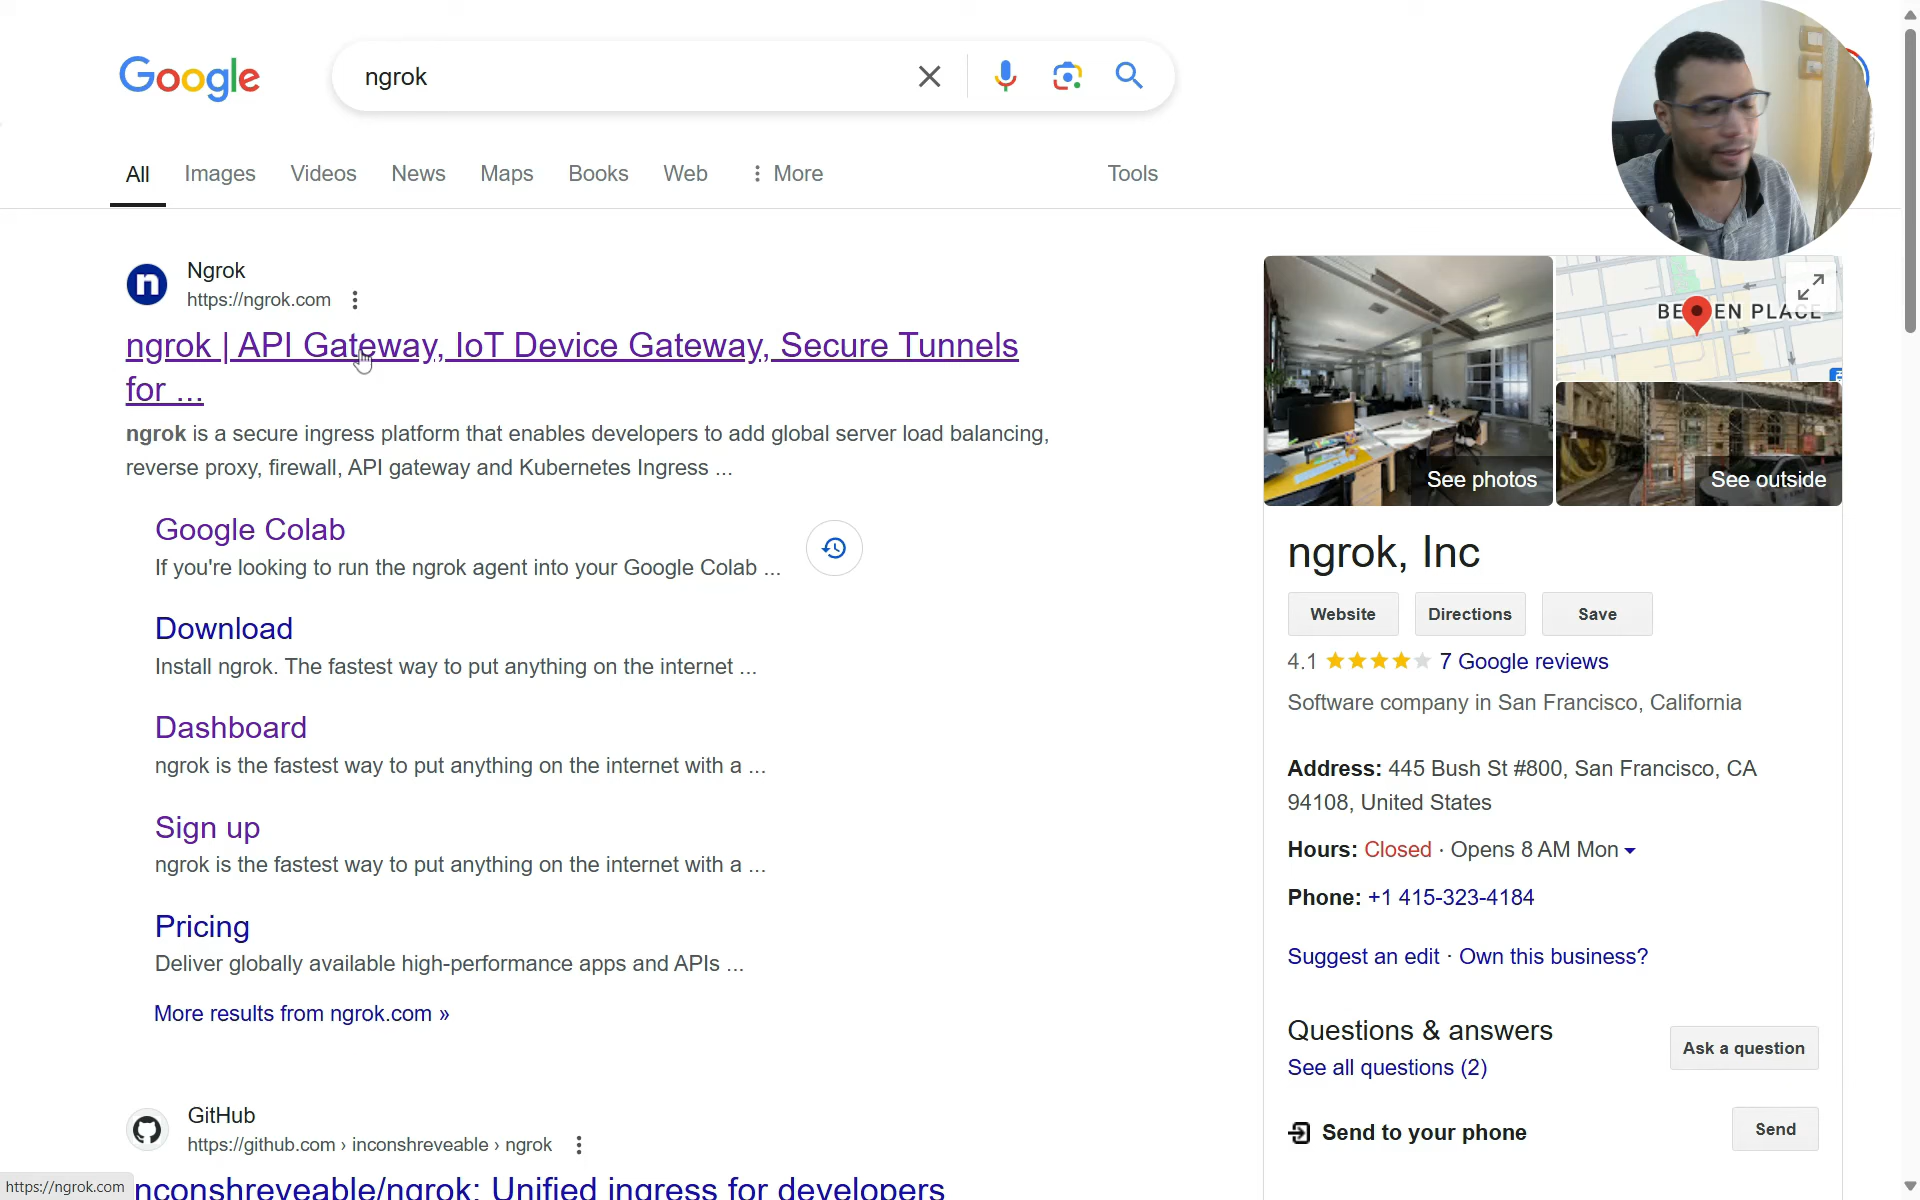 Google
ngrok
All
Images
Videos
News
Maps
Books
Web
More
Tools
n
Ngrok
https://ngrok.com
ngrok | API Gateway, IoT Device Gateway, Secure Tunnels
for ...
ngrok is a secure ingress platform that enables developers to add global server load balancing,
reverse proxy, firewall, API gateway and Kubernetes Ingress ...
Google Colab
If you're looking to run the ngrok agent into your Google Colab ...
Download
Install ngrok. The fastest way to put anything on the internet ...
Dashboard
ngrok is the fastest way to put anything on the internet with a ...
Sign up
ngrok is the fastest way to put anything on the internet with a ...
Pricing
Deliver globally available high-performance apps and APIs ...
More results from ngrok.com »
GitHub
https://github.com › inconshreveable › ngrok
nconshreveable/ngrok: Unified ingress for developers
https://ngrok.com
See photos
BE EN PLACE
See outside
ngrok, Inc
Website
Directions
Save
4.1
7 Google reviews
Software company in San Francisco, California
Address: 445 Bush St #800, San Francisco, CA
94108, United States
Hours: Closed · Opens 8 AM Mon
Phone: +1 415-323-4184
Suggest an edit · Own this business?
Questions & answers
See all questions (2)
Ask a question
Send to your phone
Send